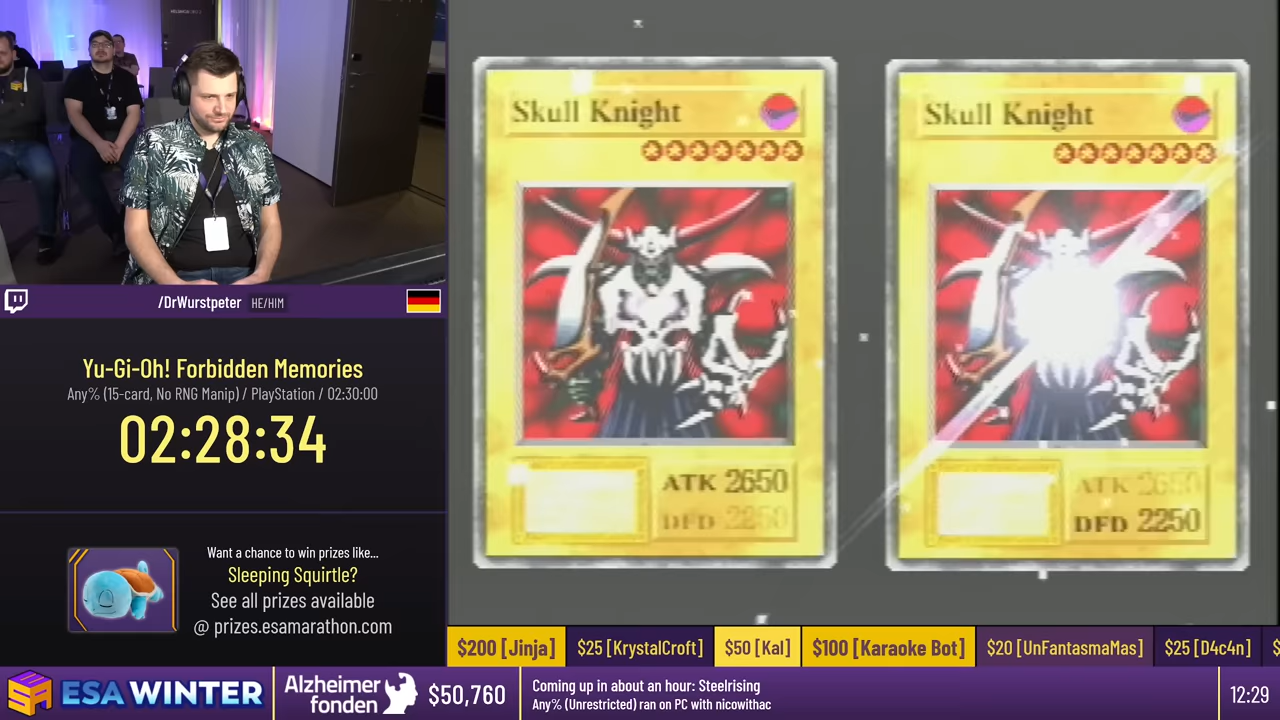 Skull Knight
ATK 2650
DFD 2250
Skull Knight
ATK 2650
DFD 2250
/DrWurstpeter HE/HIM
Yu-Gi-Oh! Forbidden Memories
Any% (15-card, No RNG Manip) / PlayStation / 02:30:00
02:28:34
Want a chance to win prizes like...
Sleeping Squirtle?
See all prizes available
@ prizes.esamarathon.com
$200 [Jinja] $25 [KrystalCroft] $50 [Kal] $100 [Karaoke Bot] $20 [UnFantasmaMas] $25 [D4c4n] $
ESA WINTER
Alzheimer
fonden
$50,760
Coming up in about an hour: Steelrising
Any% (Unrestricted) ran on PC with nicowithac
12:29